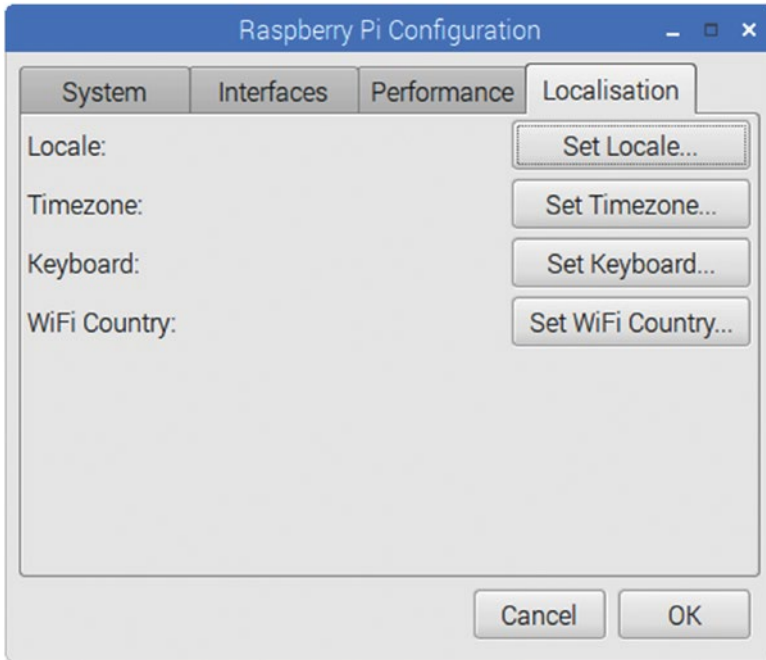 Raspberry Pi Configuration
System Interfaces Performance Localisation
Locale: Set Locale...
Timezone: Set Timezone...
Keyboard: Set Keyboard...
WiFi Country: Set WiFi Country...
Cancel OK